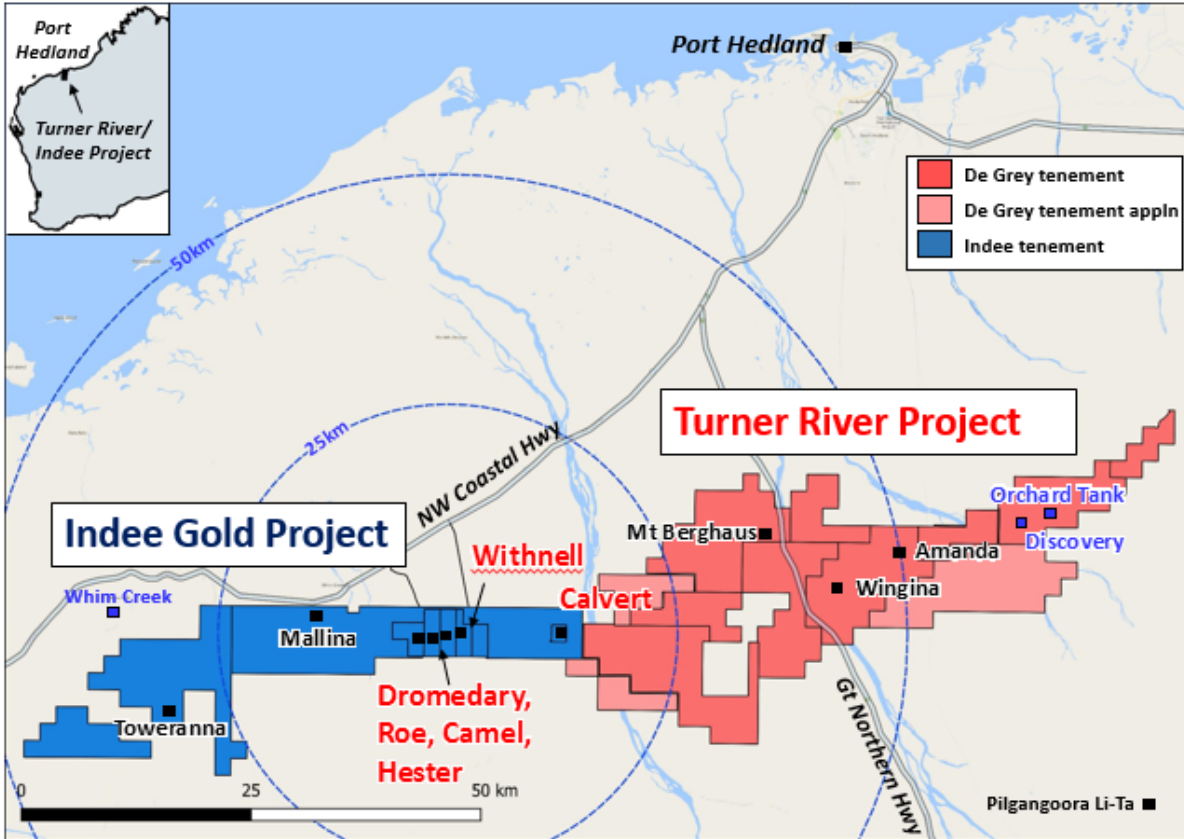 Port
Hedland
Turner River/
Indee Project
Port Hedland
De Grey tenement
De Grey tenement appln
Indee tenement
50km
25km
NW Coastal Hwy
Turner River Project
Indee Gold Project
Orchard Tank
Discovery
Mt Berghaus
Amanda
Wingina
Withnell
Calvert
Whim Creek
Mallina
Dromedary,
Roe, Camel,
Hester
Toweranna
Gt Northern Hwy
0 25 50 km
Pilgangoora Li-Ta